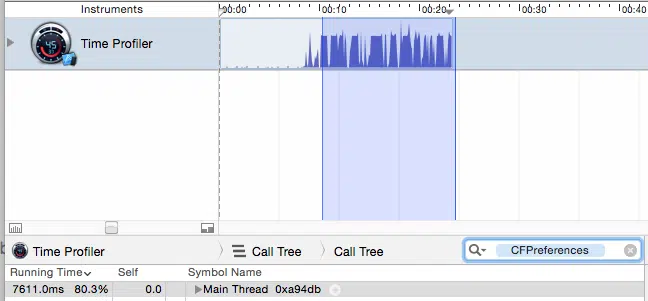 Instruments 00:00 00:10 00:20 00:30 00:40
Time Profiler
Time Profiler Call Tree Call Tree CFPreferences
Running Time Self Symbol Name
7611.0ms 80.3% 0.0 Main Thread 0xa94db